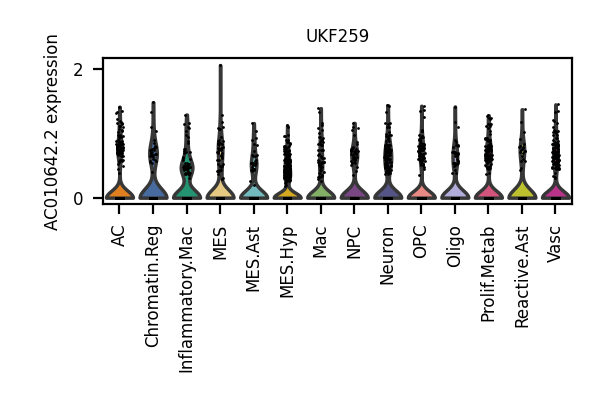 UKF259
AC010642.2 expression
2
0
AC
Chromatin.Reg
Inflammatory.Mac
MES
MES.Ast
MES.Hyp
Mac
NPC
Neuron
OPC
Oligo
Prolif.Metab
Reactive.Ast
Vasc